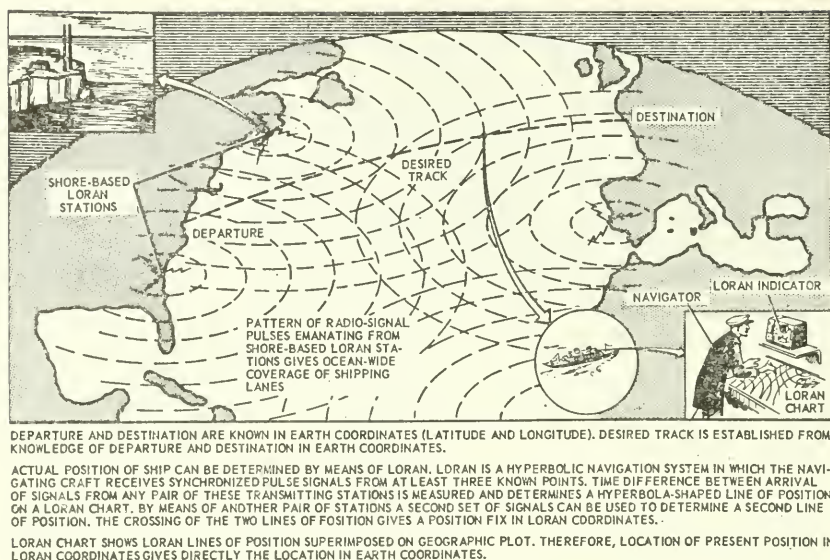 DESTINATION
DESIRED
TRACK
SHORE-BASED
LORAN
STATIONS
DEPARTURE
NAVIGATOR
LORAN INDICATOR
PATTERN OF RADIO-SIGNAL
PULSES EMANATING FROM
SHORE-BASED LORAN STA-
TIONS GIVES OCEAN-WIDE
COVERAGE OF SHIPPING
LANES
LORAN
CHART
DEPARTURE AND DESTINATION ARE KNOWN IN EARTH COORDINATES (LATITUDE AND LONGITUDE). DESIRED TRACK IS ESTABLISHED FROM
KNOWLEDGE OF DEPARTURE AND DESTINATION IN EARTH COORDINATES.
ACTUAL POSITION OF SHIP CAN BE DETERMINED BY MEANS OF LORAN. LORAN IS A HYPERBOLIC NAVIGATION SYSTEM IN WHICH THE NAVI-
GATING CRAFT RECEIVES SYNCHRONIZED PULSE SIGNALS FROM AT LEAST THREE KNOWN POINTS. TIME DIFFERENCE BETWEEN ARRIVAL
OF SIGNALS FROM ANY PAIR OF THESE TRANSMITTING STATIONS IS MEASURED AND DETERMINES A HYPERBOLA-SHAPED LINE OF POSITION
ON A LORAN CHART. BY MEANS OF ANOTHER PAIR OF STATIONS A SECOND SET OF SIGNALS CAN BE USED TO DETERMINE A SECOND LINE
OF POSITION. THE CROSSING OF THE TWO LINES OF POSITION GIVES A POSITION FIX IN LORAN COORDINATES.
LORAN CHART SHOWS LORAN LINES OF POSITION SUPERIMPOSED ON GEOGRAPHIC PLOT. THEREFORE, LOCATION OF PRESENT POSITION IN
LORAN COORDINATES GIVES DIRECTLY THE LOCATION IN EARTH COORDINATES.